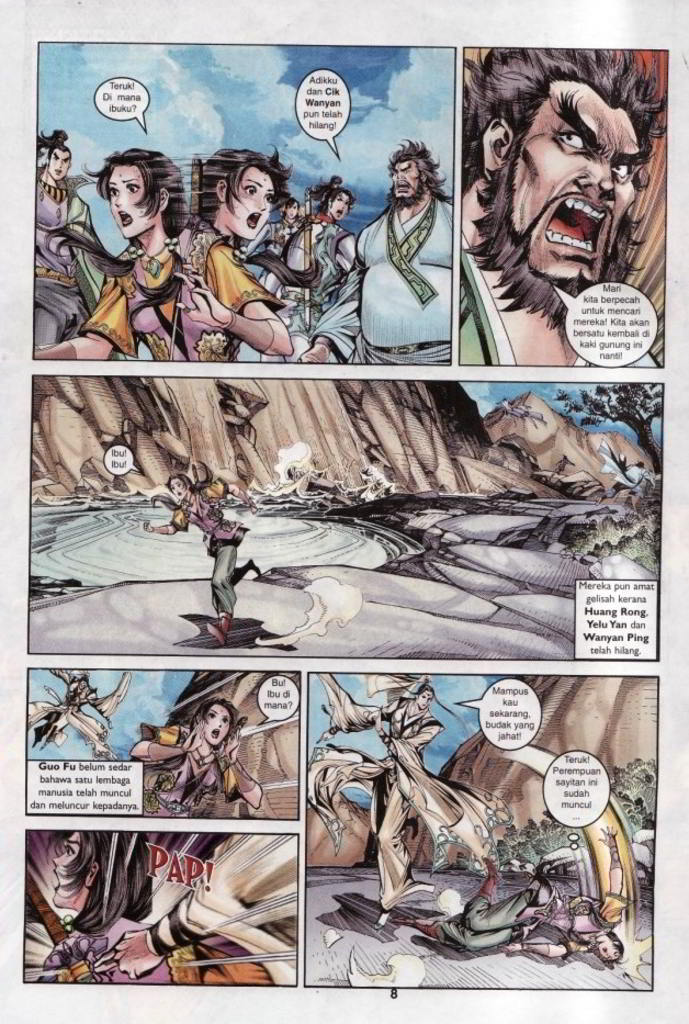 Teruk!
Di mana
ibuku?
Adikku
dan Cik
Wanyan
pun telah
hilang!
Mari
kita berpecah
untuk mencari
mereka! Kita akan
bersatu kembali di
kaki gunung ini
nanti!
Ibu!
Ibu!
Mereka pun amat
gelisah kerana
Huang Rong,
Yelu Yan dan
Wanyan Ping
telah hilang.
Bu!
Ibu di
mana?
Guo Fu belum sedar
bahawa satu lembaga
manusia telah muncul
dan meluncur kepadanya.
PAP!
Mampus
kau
sekarang,
budak yang
jahat!
Teruk!
Perempuan
sayitan ini
sudah
muncul
...
8